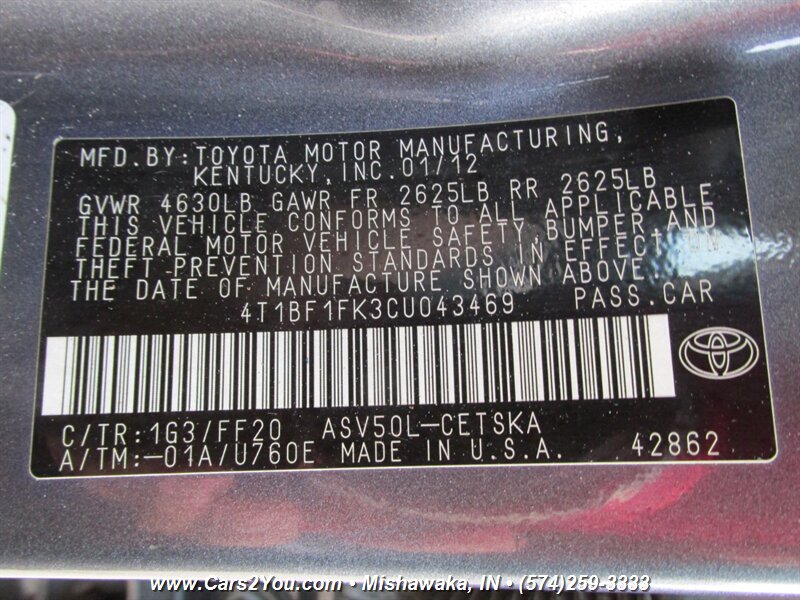 MFD.BY:TOYOTA MOTOR MANUFACTURING,
KENTUCKY,INC.01/12
GVWR 4630LB GAWR FR 2625LB RR 2625LB
THIS VEHICLE CONFORMS TO ALL APPLICABLE
FEDERAL MOTOR VEHICLE SAFETY,BUMPER,AND
THEFT PREVENTION STANDARDS IN EFFECT ON
THE DATE OF MANUFACTURE SHOWN ABOVE.
4T1BF1FK3CU043469 PASS.CAR
C/TR:1G3/FF20 ASV50L-CETSKA
A/TM:-01A/U760E MADE IN U.S.A. 42862
www.Cars2You.com • Mishawaka, IN • (574)259-3333